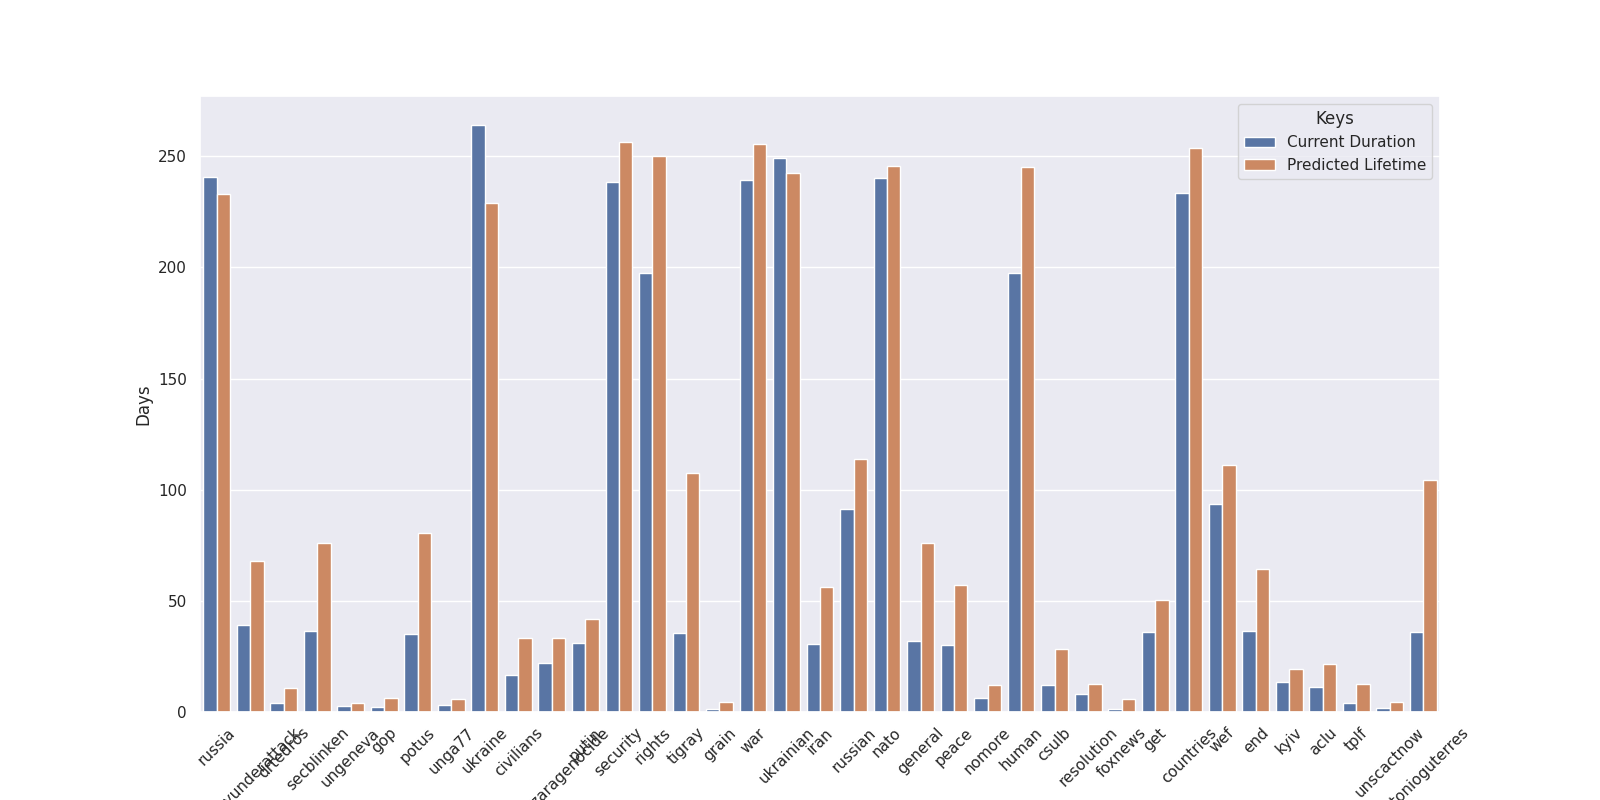 Keys
Current Duration
Predicted Lifetime
Days
250
200
150
100
50
0
russia
drtedros
secblinken
ungeneva
gop
potus
unga77
ukraine
civilians
putin
security
rights
tigray
grain
war
ukrainian
iran
russian
nato
general
peace
nomore
human
csulb
resolution
foxnews
get
countries
wef
end
kyiv
aclu
tplf
unscactnow